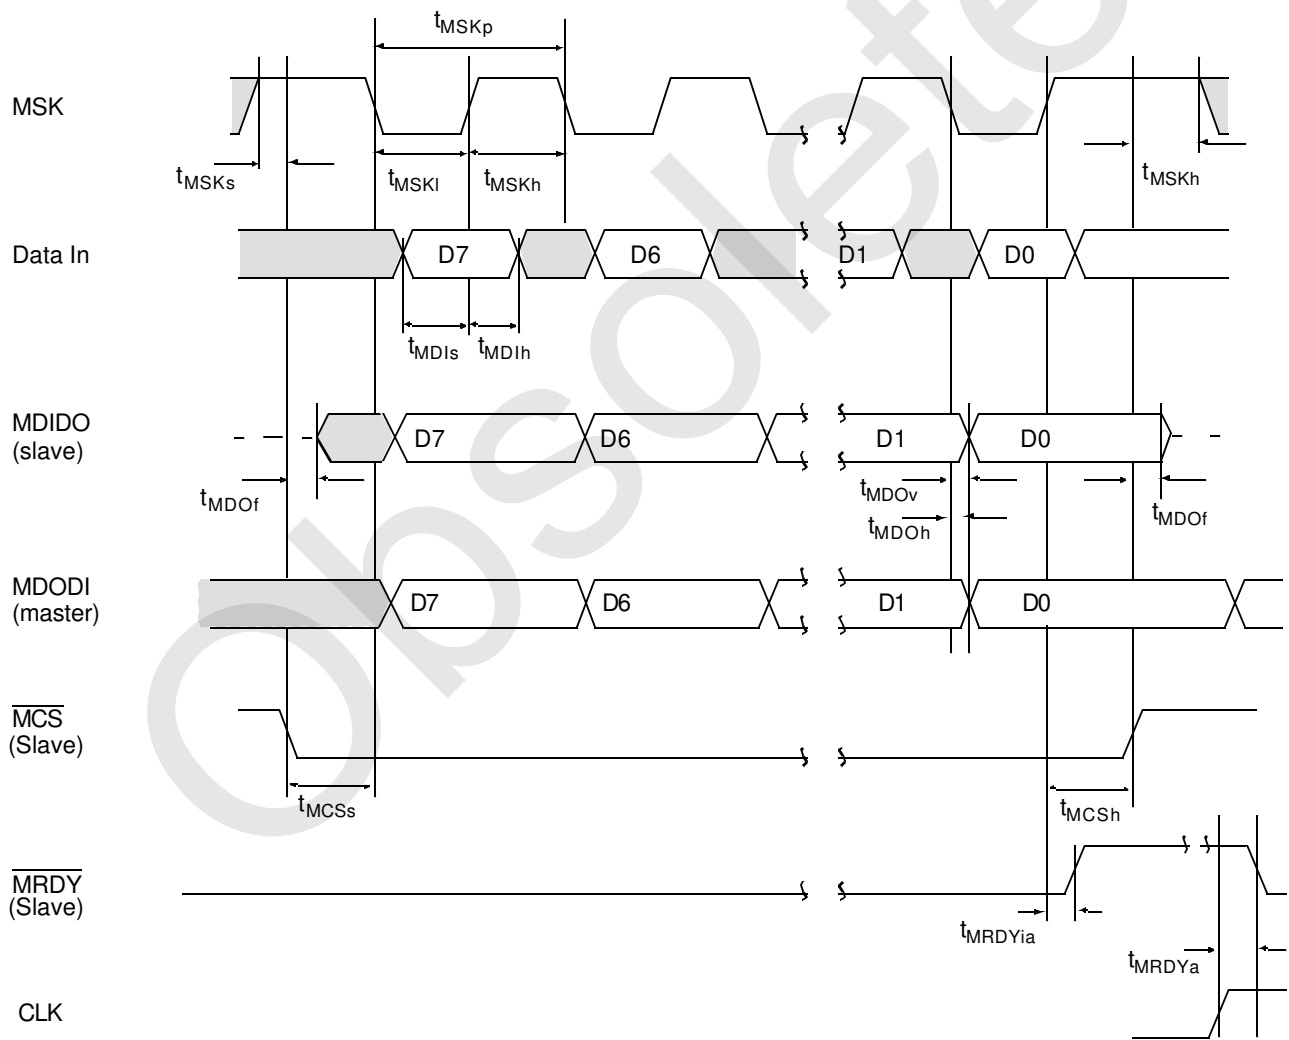 tMSKp
MSK
tMSKs
tMSKl
tMSKh
tMSKh
Data In
D7
D6
D1
D0
tMDIs
tMDIh
MDIDO
(slave)
D7
D6
D1
D0
tMDOf
tMDOv
tMDOh
tMDOf
MDODI
(master)
D7
D6
D1
D0
MCS
(Slave)
tMCSs
tMCSh
MRDY
(Slave)
tMRDYia
tMRDYa
CLK
Obsolete